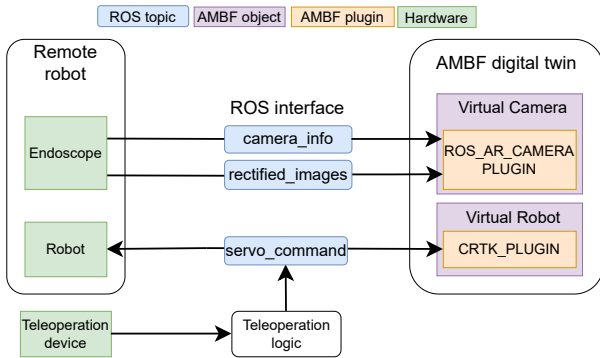 ROS topic
AMBF object
AMBF plugin
Hardware
Remote
robot
AMBF digital twin
ROS interface
Virtual Camera
camera_info
Endoscope
ROS_AR_CAMERA
PLUGIN
rectified_images
Virtual Robot
Robot
servo_command
CRTK_PLUGIN
Teleoperation
device
Teleoperation
logic